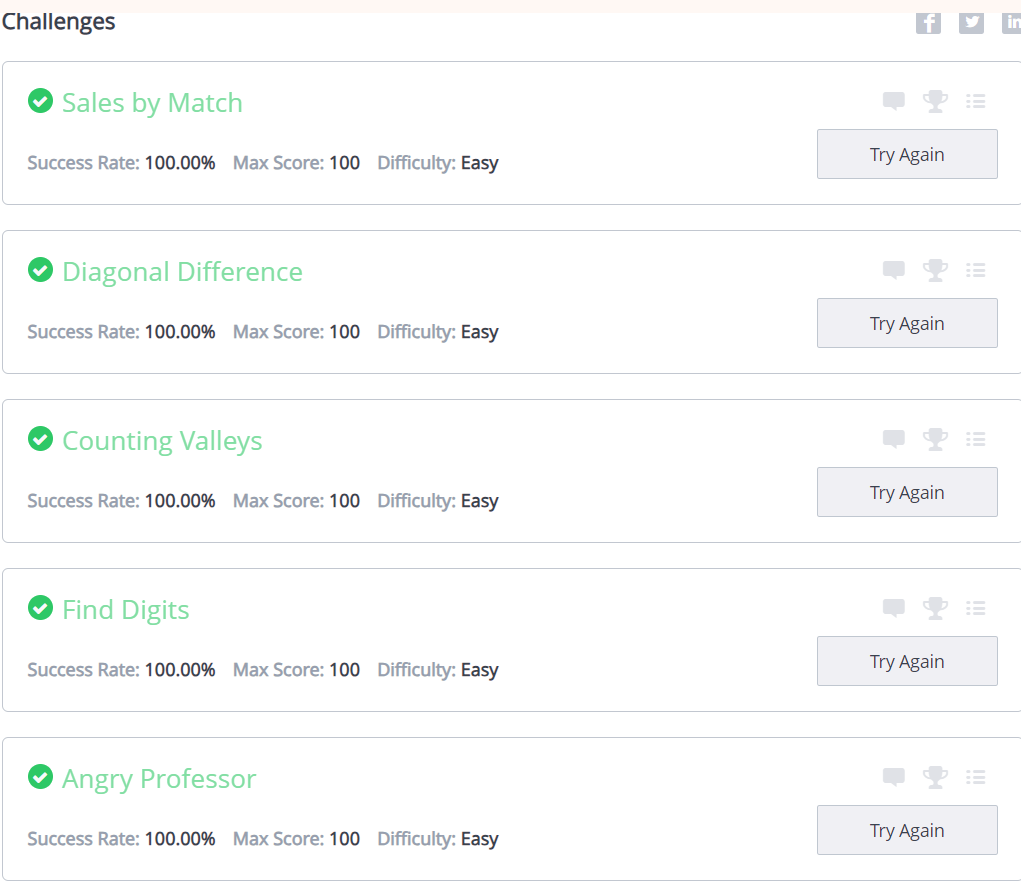 Challenges
Sales by Match
Success Rate: 100.00% Max Score: 100 Difficulty: Easy
Try Again
Diagonal Difference
Success Rate: 100.00% Max Score: 100 Difficulty: Easy
Try Again
Counting Valleys
Success Rate: 100.00% Max Score: 100 Difficulty: Easy
Try Again
Find Digits
Success Rate: 100.00% Max Score: 100 Difficulty: Easy
Try Again
Angry Professor
Success Rate: 100.00% Max Score: 100 Difficulty: Easy
Try Again